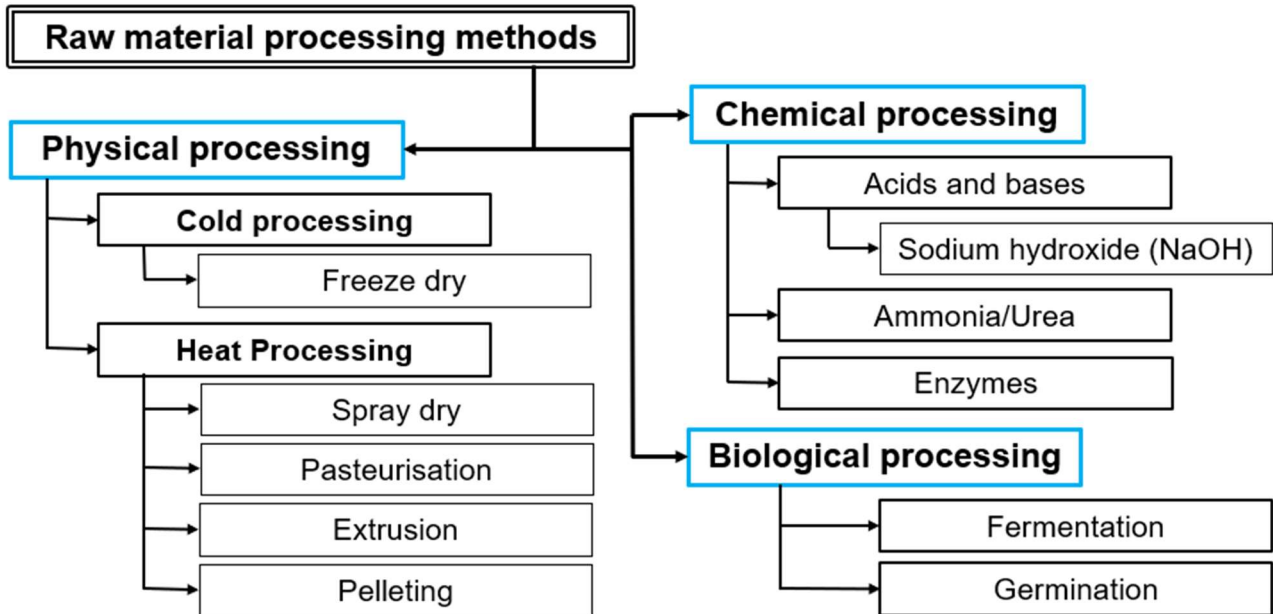 Raw material processing methods
Physical processing
Cold processing
Freeze dry
Heat Processing
Spray dry
Pasteurisation
Extrusion
Pelleting
Chemical processing
Acids and bases
Sodium hydroxide (NaOH)
Ammonia/Urea
Enzymes
Biological processing
Fermentation
Germination